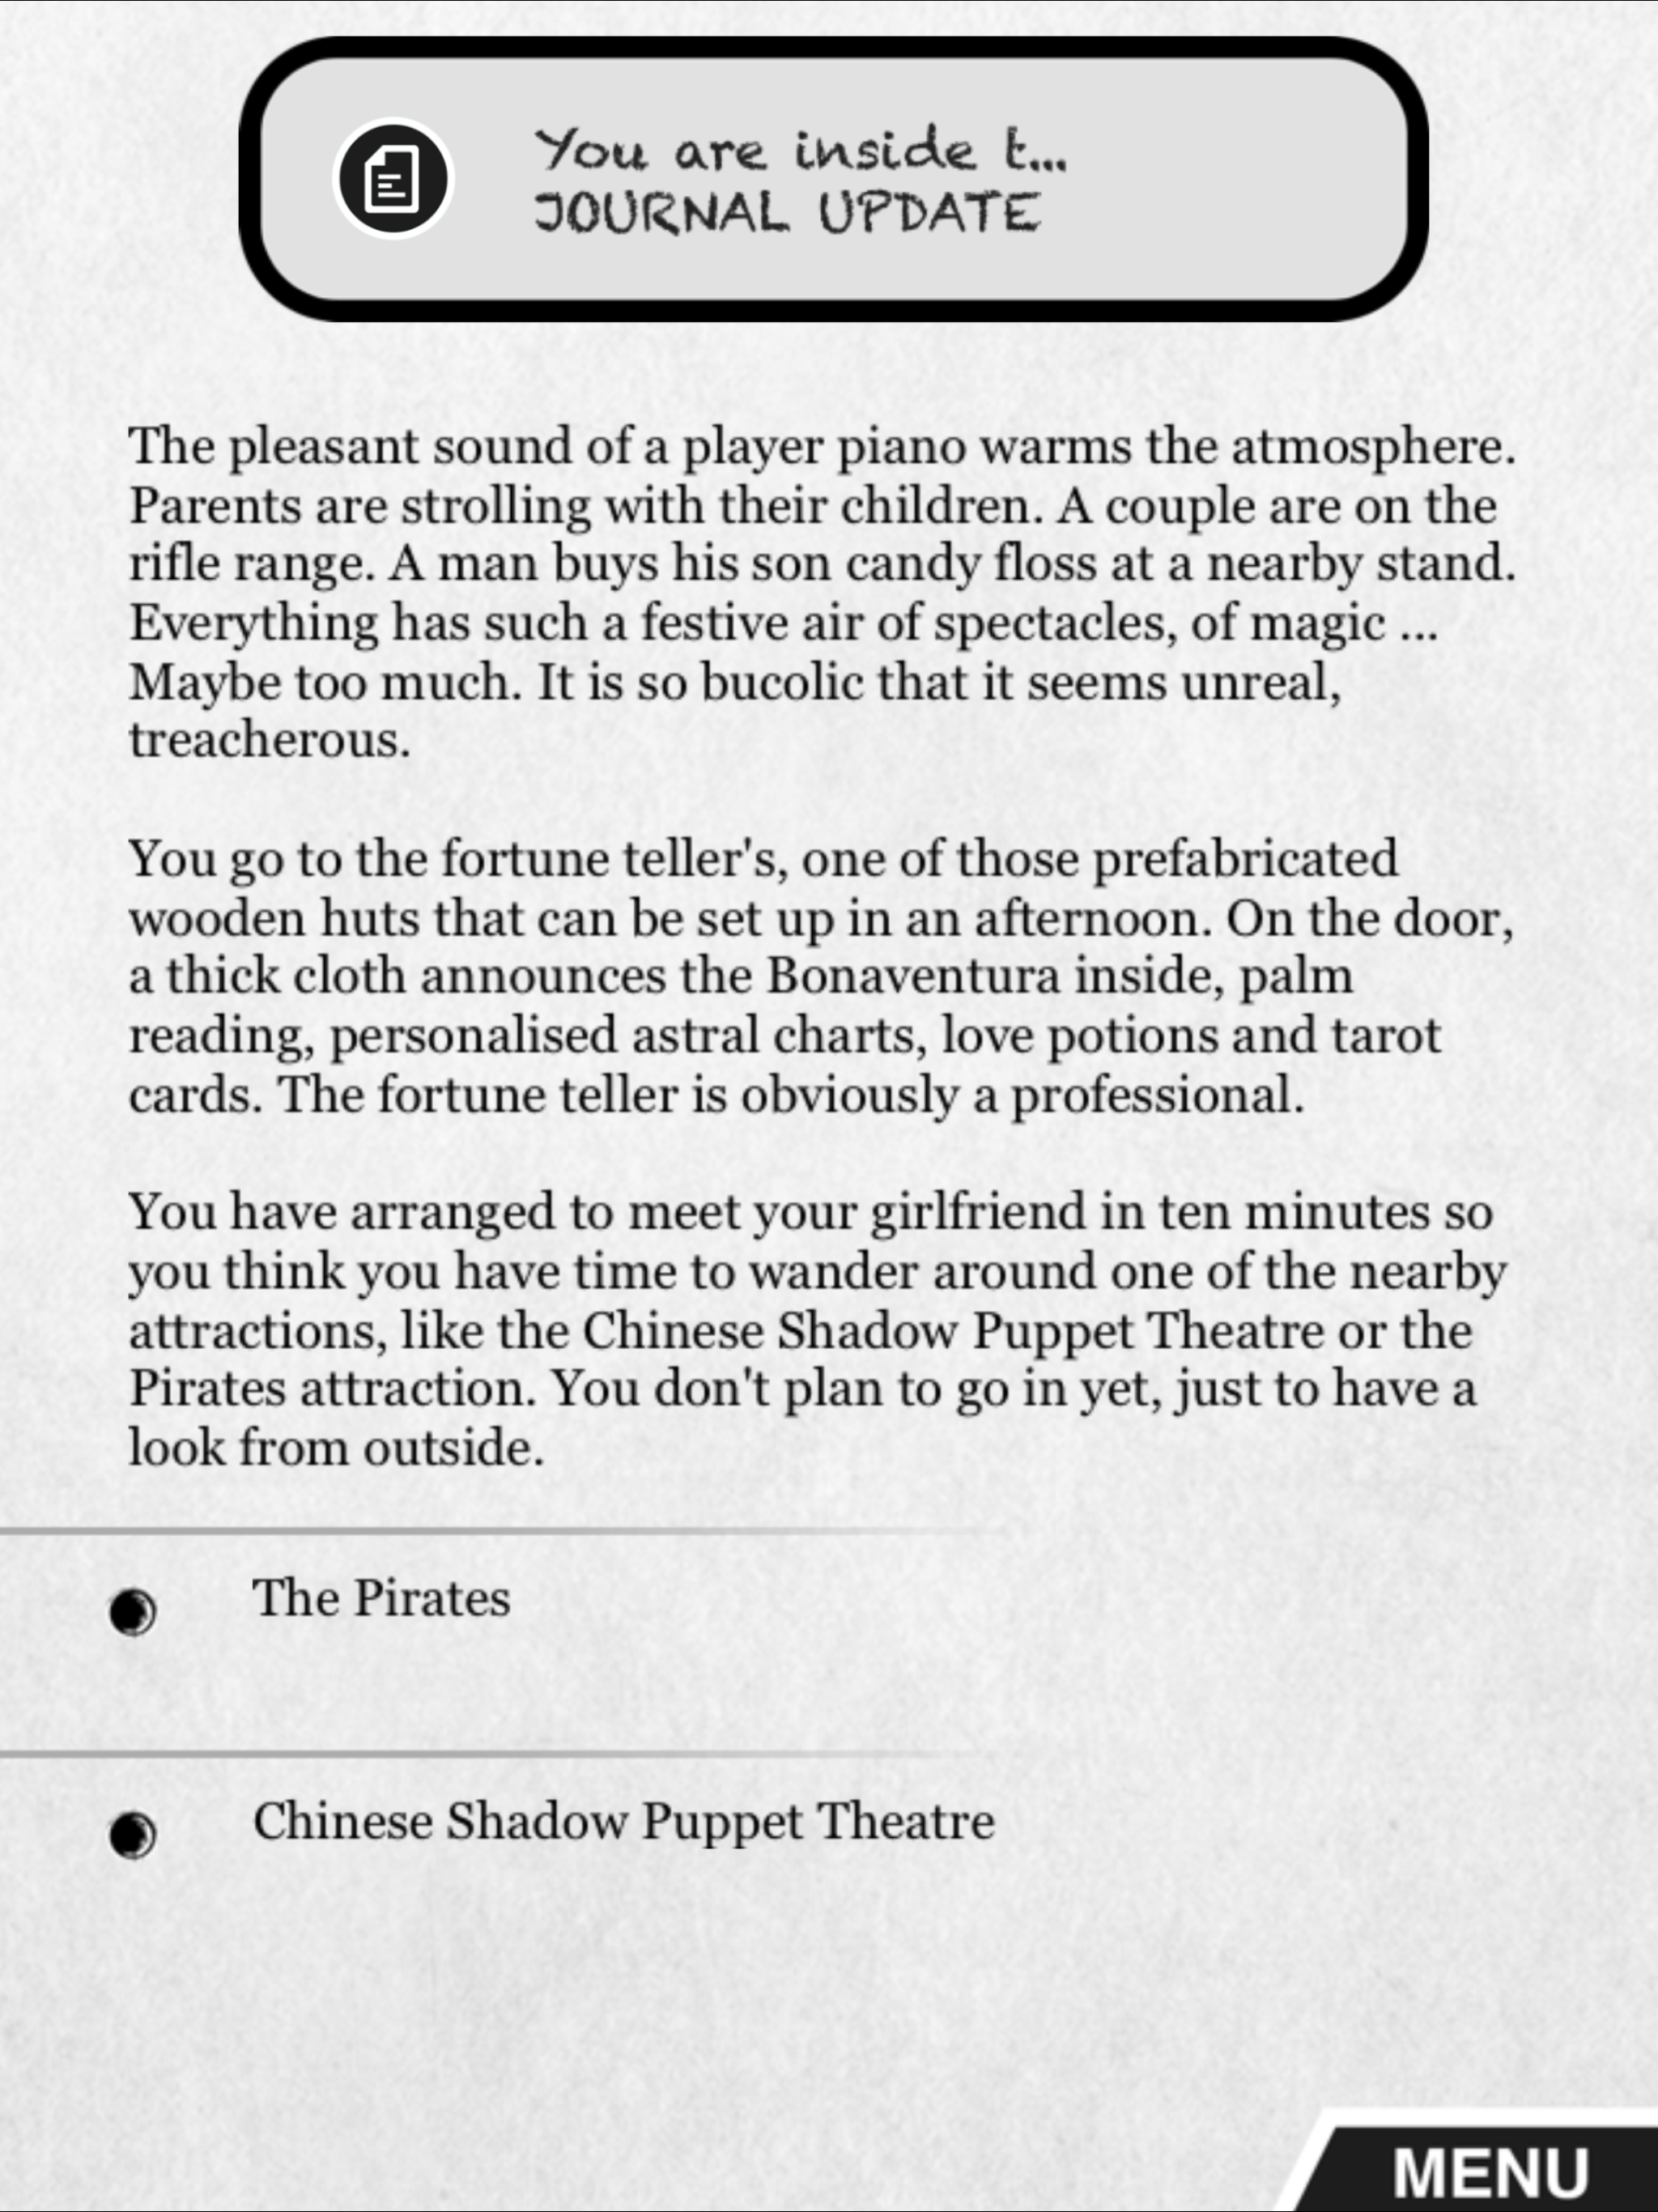 You are inside t...
JOURNAL UPDATE
The pleasant sound of a player piano warms the atmosphere.
Parents are strolling with their children. A couple are on the
rifle range. A man buys his son candy floss at a nearby stand.
Everything has such a festive air of spectacles, of magic ...
Maybe too much. It is so bucolic that it seems unreal,
treacherous.
You go to the fortune teller's, one of those prefabricated
wooden huts that can be set up in an afternoon. On the door,
a thick cloth announces the Bonaventura inside, palm
reading, personalised astral charts, love potions and tarot
cards. The fortune teller is obviously a professional.
You have arranged to meet your girlfriend in ten minutes so
you think you have time to wander around one of the nearby
attractions, like the Chinese Shadow Puppet Theatre or the
Pirates attraction. You don't plan to go in yet, just to have a
look from outside.
The Pirates
Chinese Shadow Puppet Theatre
MENU